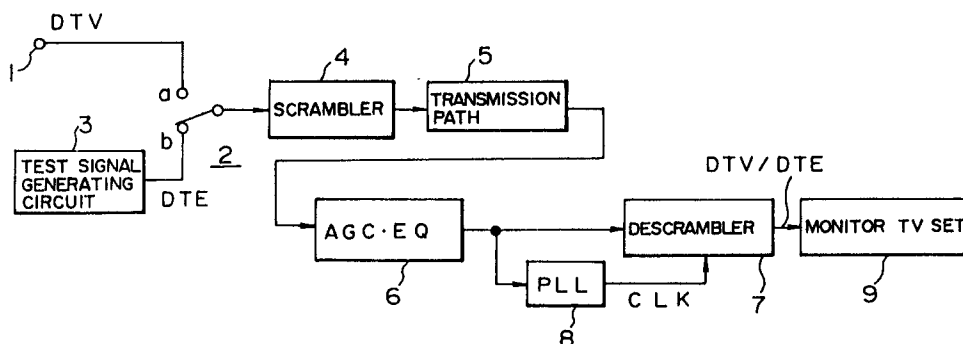 DTV
1
a
b
2
3
TEST SIGNAL
GENERATING
CIRCUIT
DTE
4
SCRAMBLER
5
TRANSMISSION
PATH
AGC·EQ
6
PLL
8
CLK
DTV/DTE
DESCRAMBLER
7
MONITOR TV SET
9